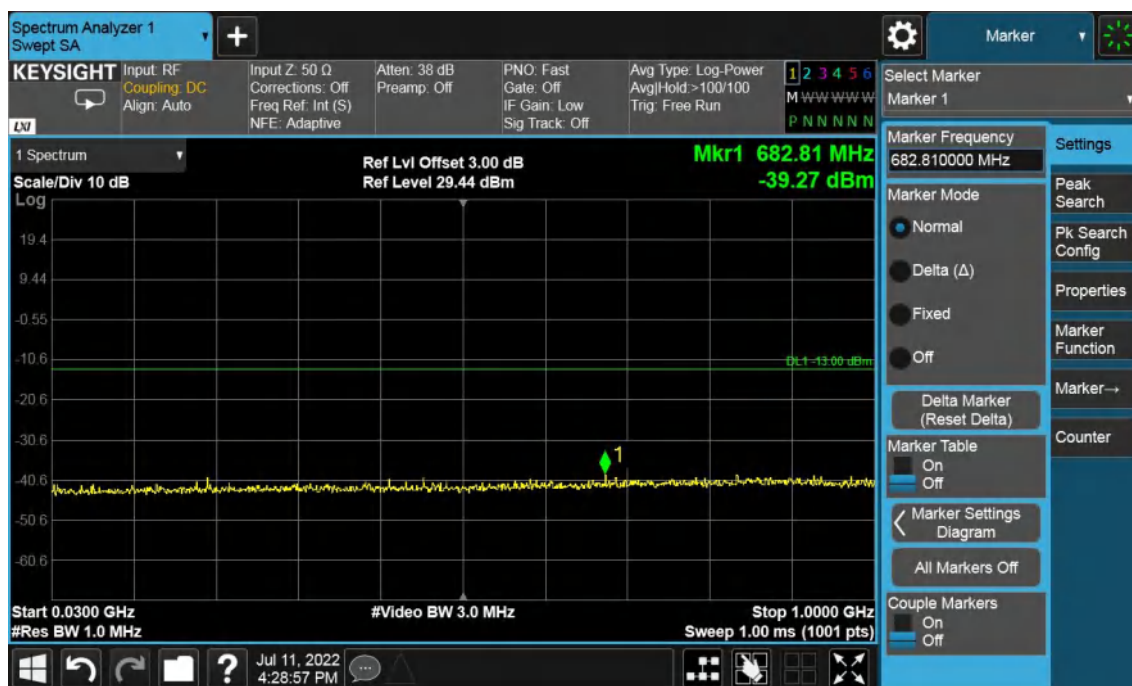 Spectrum Analyzer 1
Swept SA
Marker
KEYSIGHT
LXI
Input: RF
Coupling: DC
Align: Auto
Input Z: 50 Ω
Corrections: Off
Freq Ref: Int (S)
NFE: Adaptive
Atten: 38 dB
Preamp: Off
PNO: Fast
Gate: Off
IF Gain: Low
Sig Track: Off
Avg Type: Log-Power
Avg|Hold:>100/100
Trig: Free Run
1 2 3 4 5 6
M W W W W W
P N N N N N
Select Marker
Marker 1
1 Spectrum
Scale/Div 10 dB
Log
Ref Lvl Offset 3.00 dB
Ref Level 29.44 dBm
Mkr1 682.81 MHz
-39.27 dBm
19.4
9.44
-0.55
-10.6
-20.6
-30.6
-40.6
-50.6
-60.6
DL1 -13.00 dBm
1
Start 0.0300 GHz
#Res BW 1.0 MHz
#Video BW 3.0 MHz
Stop 1.0000 GHz
Sweep 1.00 ms (1001 pts)
Marker Frequency
682.810000 MHz
Marker Mode
Normal
Delta (Δ)
Fixed
Off
Delta Marker
(Reset Delta)
Marker Table
On
Off
Marker Settings
Diagram
All Markers Off
Couple Markers
On
Off
Settings
Peak
Search
Pk Search
Config
Properties
Marker
Function
Marker→
Counter
?
Jul 11, 2022
4:28:57 PM